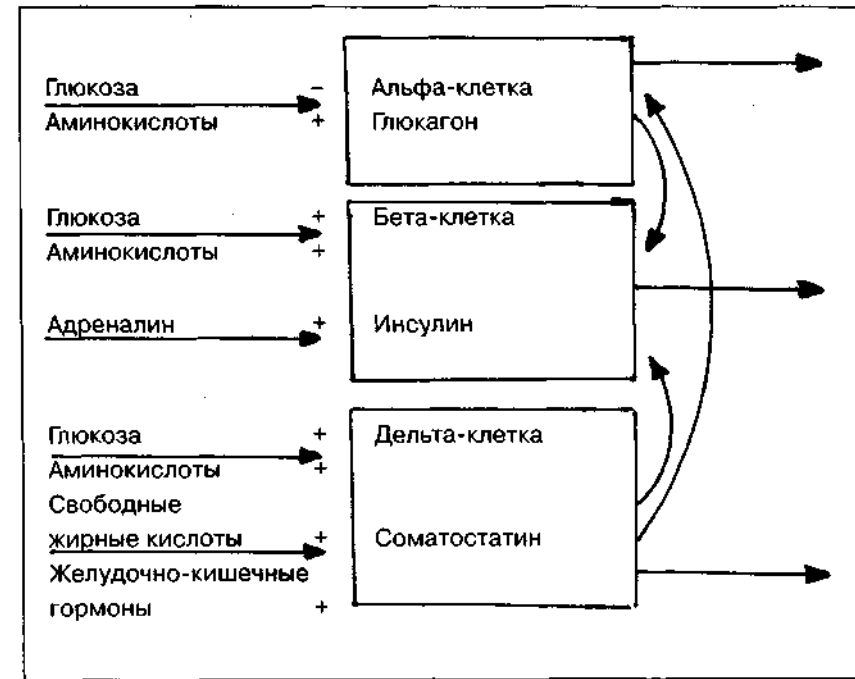 Глюкоза - Альфа-клетка
Аминокислоты + Глюкагон
Глюкоза + Бета-клетка
Аминокислоты +
Адреналин + Инсулин
Глюкоза + Дельта-клетка
Аминокислоты +
Свободные
жирные кислоты + Соматостатин
Желудочно-кишечные
гормоны +